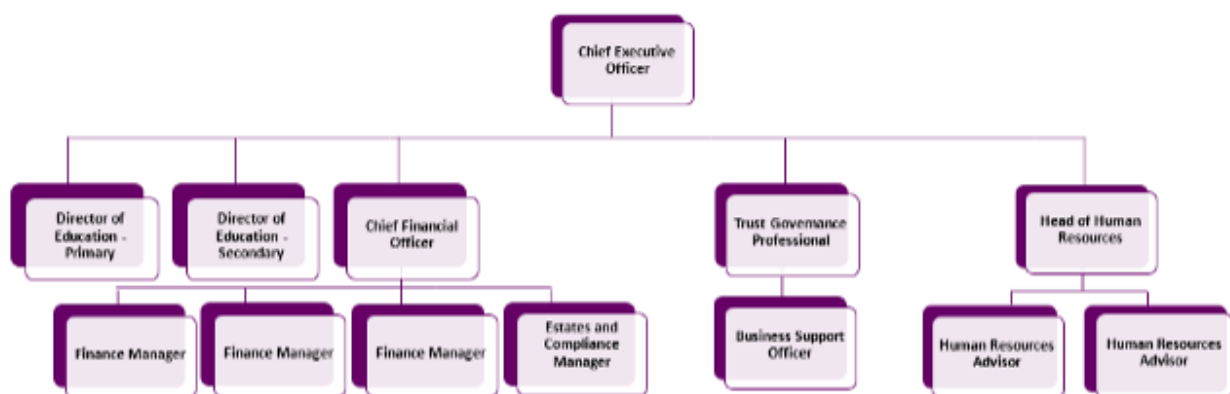 Chief Executive
Officer
Director of
Education -
Primary
Director of
Education -
Secondary
Chief Financial
Officer
Trust Governance
Professional
Head of Human
Resources
Finance Manager
Finance Manager
Finance Manager
Estates and
Compliance
Manager
Business Support
Officer
Human Resources
Advisor
Human Resources
Advisor